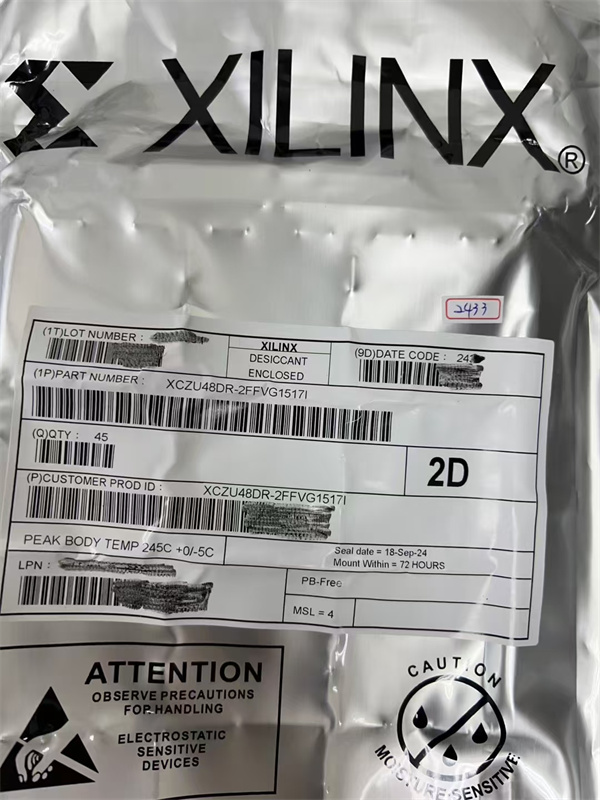 XILINX®
2433
(1T)LOT NUMBER :
XILINX
DESICCANT
ENCLOSED
(9D)DATE CODE : 243
(1P)PART NUMBER : XCZU48DR-2FFVG1517I
(Q)QTY : 45
2D
(P)CUSTOMER PROD ID : XCZU48DR-2FFVG1517I
PEAK BODY TEMP 245C +0/-5C
Seal date = 18-Sep-24
Mount Within = 72 HOURS
LPN :
PB-Free
MSL = 4
ATTENTION
OBSERVE PRECAUTIONS
FOR HANDLING
ELECTROSTATIC
SENSITIVE
DEVICES
CAUTION
MOISTURE-SENSITIVE